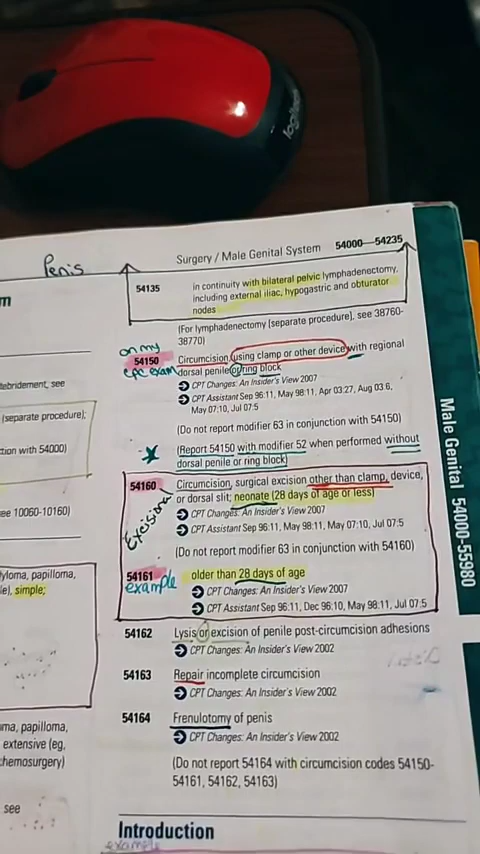 logitech
Penis
Surgery / Male Genital System 54000—54235
54135 in continuity with bilateral pelvic lymphadenectomy,
including external iliac, hypogastric and obturator
nodes
(For lymphadenectomy [separate procedure], see 38760-
38770)
on my
cpc exam
54150 Circumcision, using clamp or other device with regional
dorsal penile or ring block
CPT Changes: An Insider's View 2007
CPT Assistant Sep 96:11, May 98:11, Apr 03:27, Aug 03:6,
May 07:10, Jul 07:5
(Do not report modifier 63 in conjunction with 54150)
(Report 54150 with modifier 52 when performed without
dorsal penile or ring block)
Excisional
54160 Circumcision, surgical excision other than clamp, device,
or dorsal slit; neonate (28 days of age or less)
CPT Changes: An Insider's View 2007
CPT Assistant Sep 96:11, May 98:11, May 07:10, Jul 07:5
(Do not report modifier 63 in conjunction with 54160)
54161 older than 28 days of age
example
CPT Changes: An Insider's View 2007
CPT Assistant Sep 96:11, Dec 96:10, May 98:11, Jul 07:5
54162 Lysis or excision of penile post-circumcision adhesions
CPT Changes: An Insider's View 2002
54163 Repair incomplete circumcision
CPT Changes: An Insider's View 2002
54164 Frenulotomy of penis
CPT Changes: An Insider's View 2002
(Do not report 54164 with circumcision codes 54150-
54161, 54162, 54163)
Introduction
example
debridement, see
(separate procedure);
ction with 54000)
ee 10060-10160)
yloma, papilloma,
le), simple;
oma, papilloma,
extensive (eg,
chemosurgery)
see
Male Genital 54000-55980